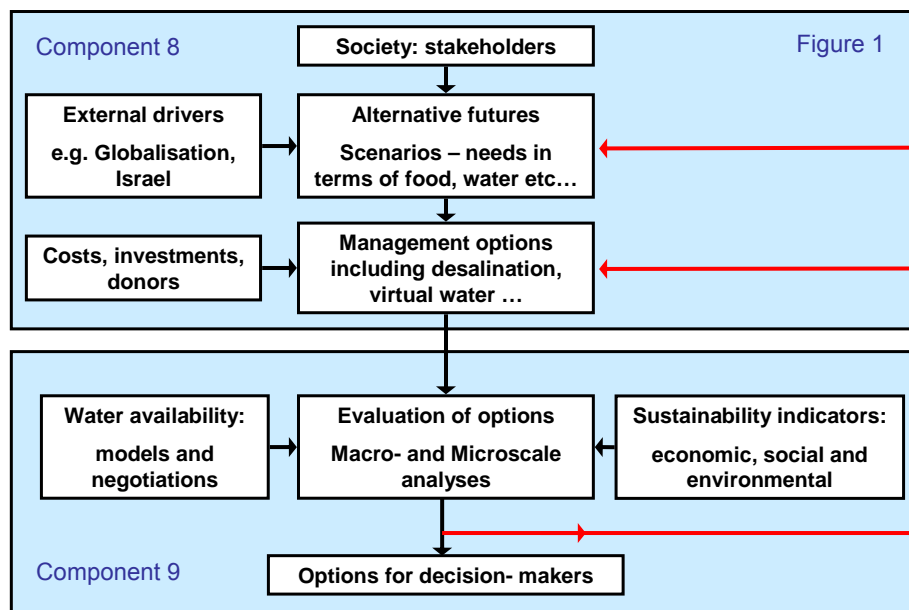 Component 8
Society: stakeholders
Figure 1
External drivers
e.g. Globalisation,
Israel
Alternative futures
Scenarios – needs in
terms of food, water etc…
Costs, investments,
donors
Management options
including desalination,
virtual water …
Water availability:
models and
negotiations
Evaluation of options
Macro- and Microscale
analyses
Sustainability indicators:
economic, social and
environmental
Component 9
Options for decision- makers